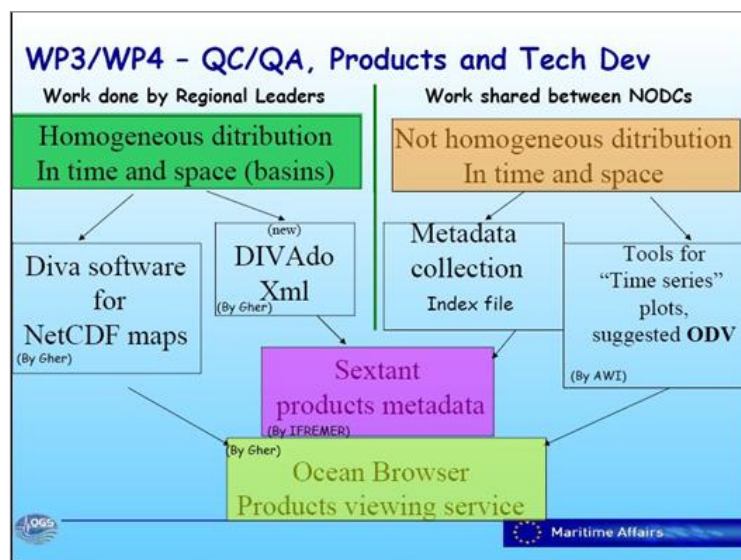 WP3/WP4 – QC/QA, Products and Tech Dev
Work done by Regional Leaders
Work shared between NODCs
Homogeneous ditribution
In time and space (basins)
Not homogeneous ditribution
In time and space
Diva software
for
NetCDF maps
(By Gher)
(new)
DIVAdo
Xml
(By Gher)
Metadata
collection
Index file
Tools for
“Time series”
plots,
suggested ODV
(By AWI)
Sextant
products metadata
(By IFREMER)
(By Gher)
Ocean Browser
Products viewing service
OGS
Maritime Affairs